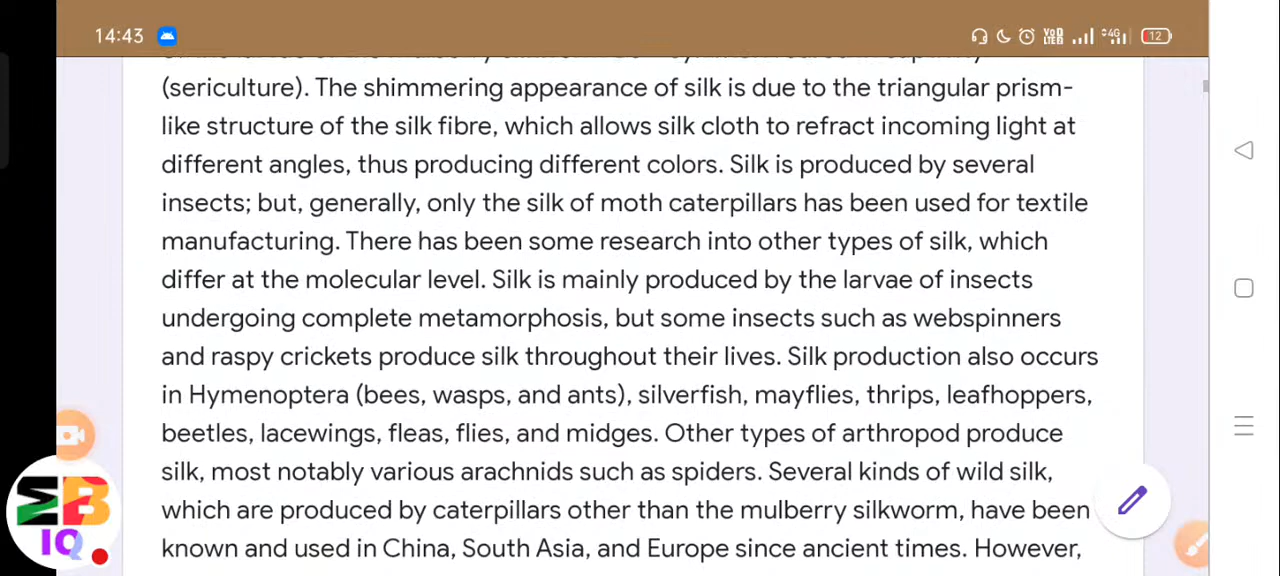 14:43
VoD LTE 4G 12
(sericulture). The shimmering appearance of silk is due to the triangular prism-
like structure of the silk fibre, which allows silk cloth to refract incoming light at
different angles, thus producing different colors. Silk is produced by several
insects; but, generally, only the silk of moth caterpillars has been used for textile
manufacturing. There has been some research into other types of silk, which
differ at the molecular level. Silk is mainly produced by the larvae of insects
undergoing complete metamorphosis, but some insects such as webspinners
and raspy crickets produce silk throughout their lives. Silk production also occurs
in Hymenoptera (bees, wasps, and ants), silverfish, mayflies, thrips, leafhoppers,
beetles, lacewings, fleas, flies, and midges. Other types of arthropod produce
silk, most notably various arachnids such as spiders. Several kinds of wild silk,
which are produced by caterpillars other than the mulberry silkworm, have been
known and used in China, South Asia, and Europe since ancient times. However,
IQ